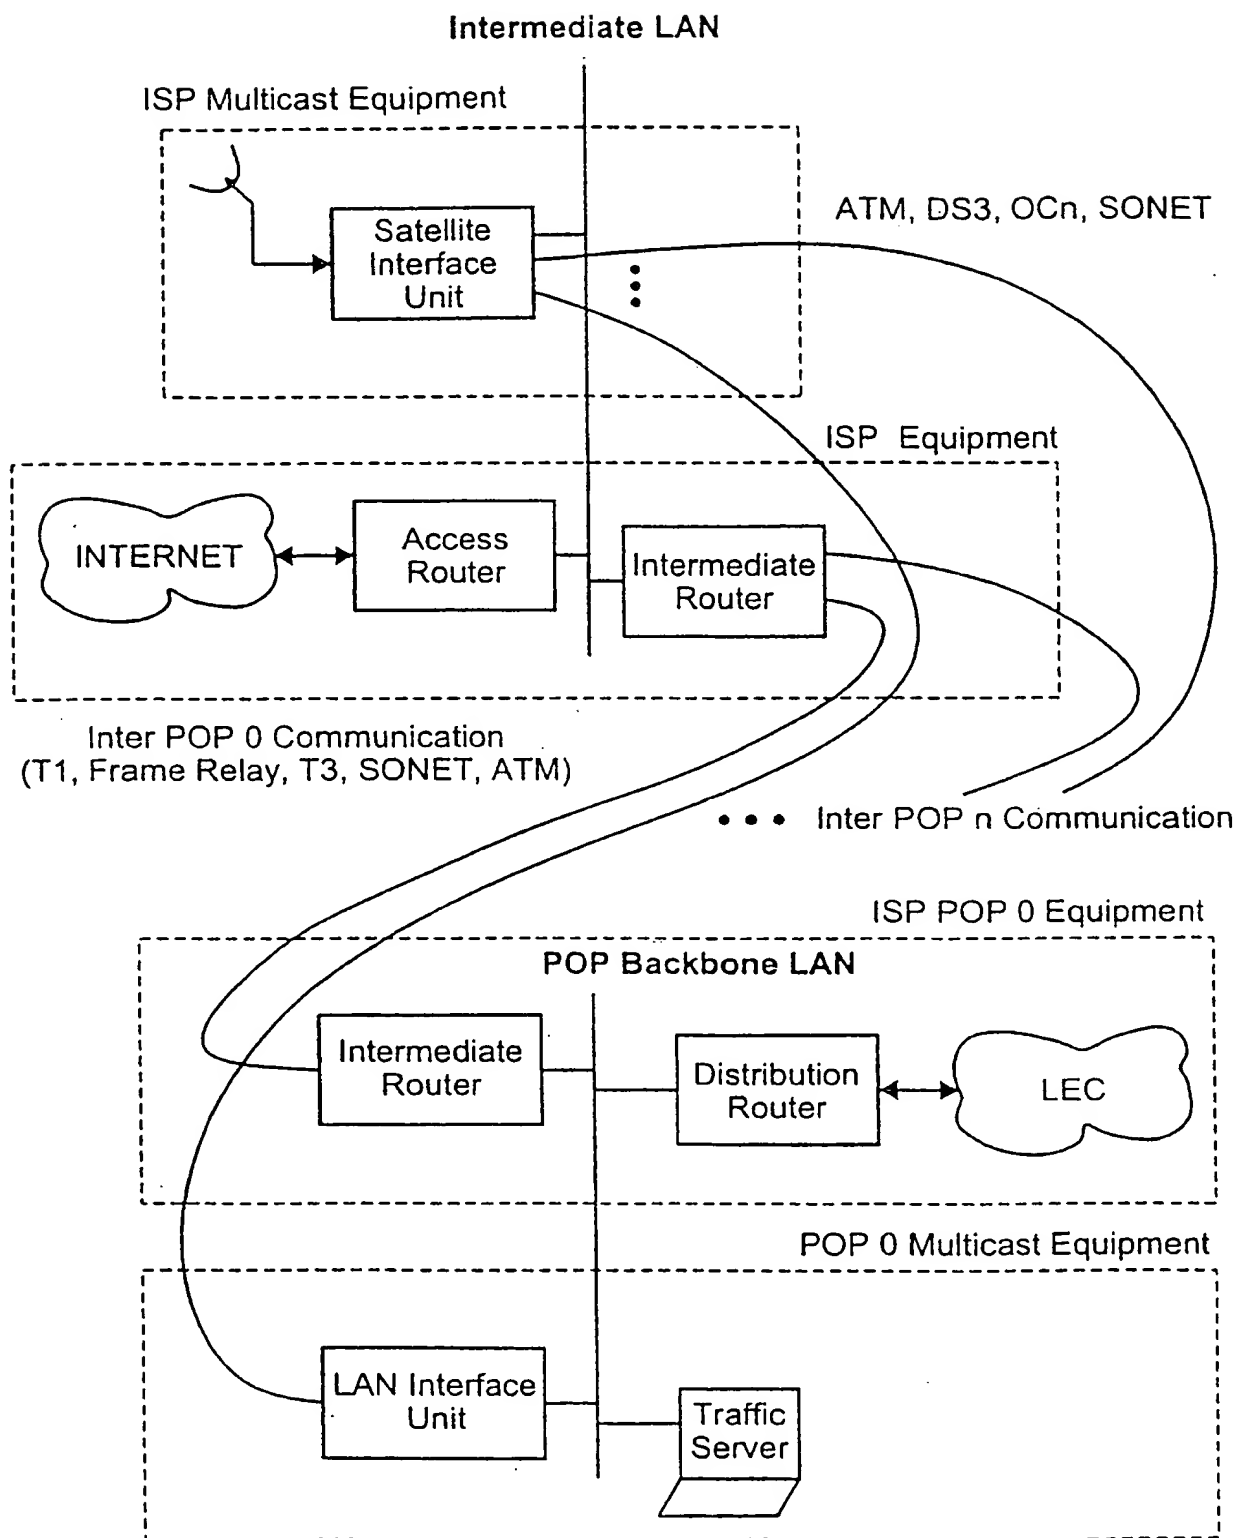 Intermediate LAN
ISP Multicast Equipment
ATM, DS3, OCn, SONET
Satellite
Interface
Unit
ISP Equipment
INTERNET
Access
Router
Intermediate
Router
Inter POP 0 Communication
(T1, Frame Relay, T3, SONET, ATM)
Inter POP n Communication
ISP POP 0 Equipment
POP Backbone LAN
Intermediate
Router
Distribution
Router
LEC
POP 0 Multicast Equipment
LAN Interface
Unit
Traffic
Server